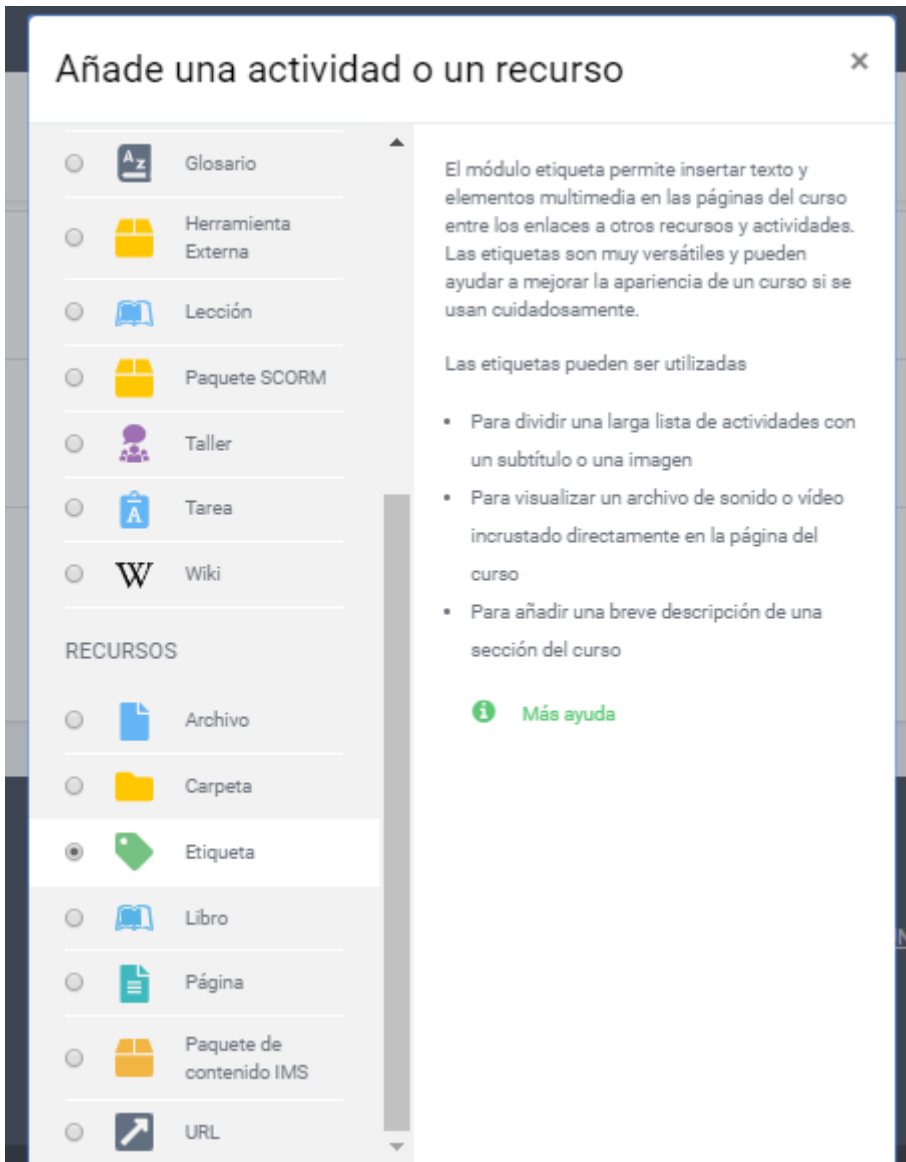 Añade una actividad o un recurso
×
Glosario
Herramienta
Externa
Lección
Paquete SCORM
Taller
Tarea
Wiki
RECURSOS
Archivo
Carpeta
Etiqueta
Libro
Página
Paquete de
contenido IMS
URL
El módulo etiqueta permite insertar texto y
elementos multimedia en las páginas del curso
entre los enlaces a otros recursos y actividades.
Las etiquetas son muy versátiles y pueden
ayudar a mejorar la apariencia de un curso si se
usan cuidadosamente.
Las etiquetas pueden ser utilizadas
• Para dividir una larga lista de actividades con
un subtítulo o una imagen
• Para visualizar un archivo de sonido o vídeo
incrustado directamente en la página del
curso
• Para añadir una breve descripción de una
sección del curso
Más ayuda